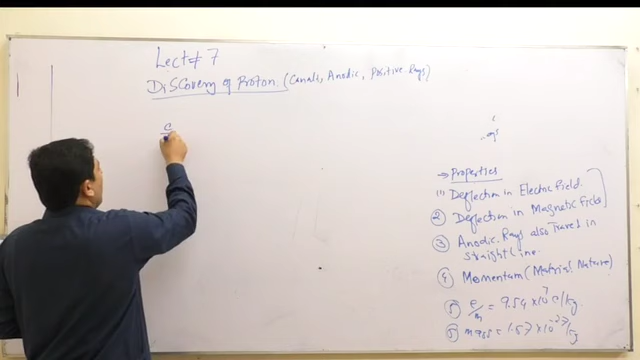 Lect# 7
Discovery of Proton (Canals, Anodic, Positive Rays)
e
→ Properties
(1) Deflection in Electric field.
(2) Deflection in Magnetic Field
(3) Anodic Rays also Travel in
straight line.
(4) Momentum (Material Nature)
(5) e/m = 9.54 × 10⁷ C/kg
(6) mass = 1.57 × 10⁻²⁷ kg